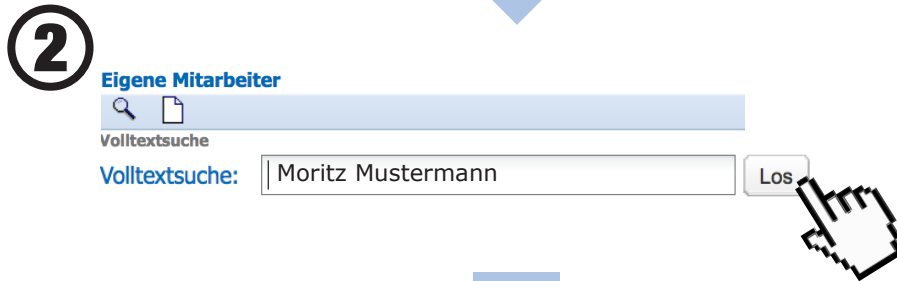 2
Eigene Mitarbeiter
Volltextsuche
Volltextsuche: Moritz Mustermann Los